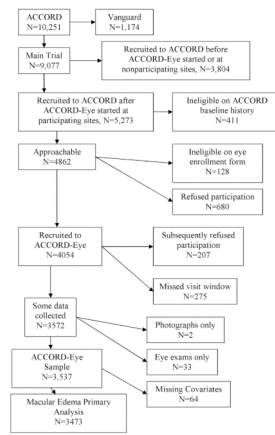 ACCORD
N=10,251
Vanguard
N=1,174
Main Trial
N=9,077
Recruited to ACCORD before
ACCORD-Eye started or at
nonparticipating sites, N=3,804
Recruited to ACCORD after
ACCORD-Eye started at
participating sites, N=5,273
Ineligible on ACCORD
baseline history
N=411
Approachable
N=4862
Ineligible on eye
enrollment form
N=128
Refused participation
N=680
Recruited to
ACCORD-Eye
N=4054
Subsequently refused
participation
N=207
Missed visit window
N=275
Some data
collected
N=3572
Photographs only
N=2
Eye exams only
N=33
ACCORD-Eye
Sample
N=3,537
Missing Covariates
N=64
Macular Edema Primary
Analysis
N=3473